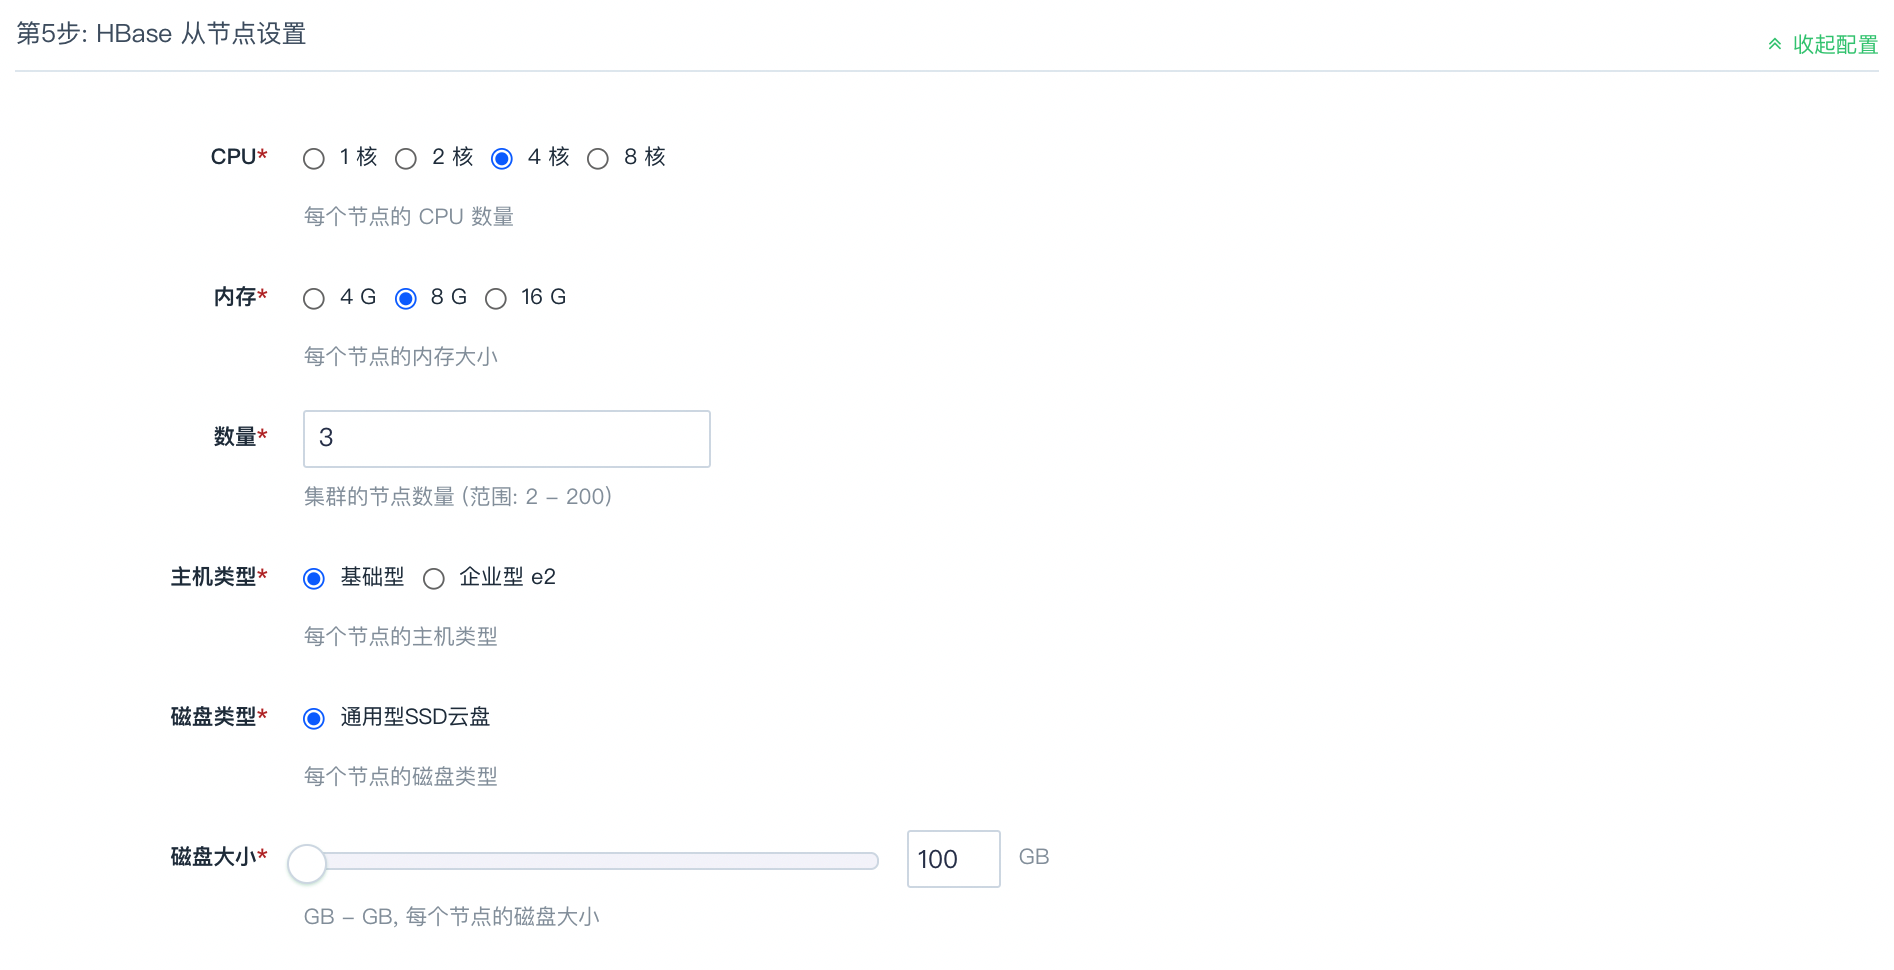 第5步: HBase 从节点设置
收起配置
CPU* 1 核 2 核 4 核 8 核
每个节点的 CPU 数量
内存* 4 G 8 G 16 G
每个节点的内存大小
数量* 3
集群的节点数量 (范围: 2 – 200)
主机类型* 基础型 企业型 e2
每个节点的主机类型
磁盘类型* 通用型SSD云盘
每个节点的磁盘类型
磁盘大小* 100 GB
GB – GB, 每个节点的磁盘大小